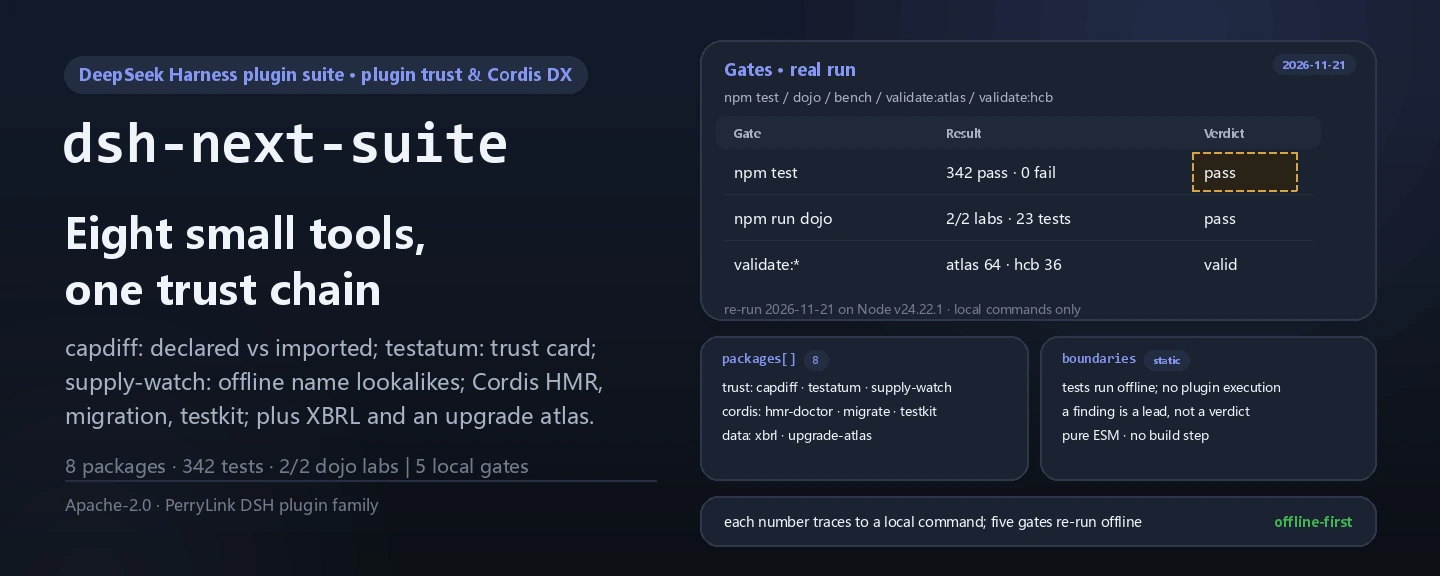 DeepSeek Harness plugin suite • plugin trust & Cordis DX
dsh-next-suite
Eight small tools,
one trust chain
capdiff: declared vs imported; testatum: trust card;
supply-watch: offline name lookalikes; Cordis HMR,
migration, testkit; plus XBRL and an upgrade atlas.
8 packages · 342 tests · 2/2 dojo labs | 5 local gates
Apache-2.0 · PerryLink DSH plugin family
Gates • real run
2026-11-21
npm test / dojo / bench / validate:atlas / validate:hcb
Gate Result Verdict
npm test 342 pass · 0 fail pass
npm run dojo 2/2 labs · 23 tests pass
validate:* atlas 64 · hcb 36 valid
re-run 2026-11-21 on Node v24.22.1 · local commands only
packages[] 8
trust: capdiff · testatum · supply-watch
cordis: hmr-doctor · migrate · testkit
data: xbrl · upgrade-atlas
boundaries static
tests run offline; no plugin execution
a finding is a lead, not a verdict
pure ESM · no build step
each number traces to a local command; five gates re-run offline
offline-first